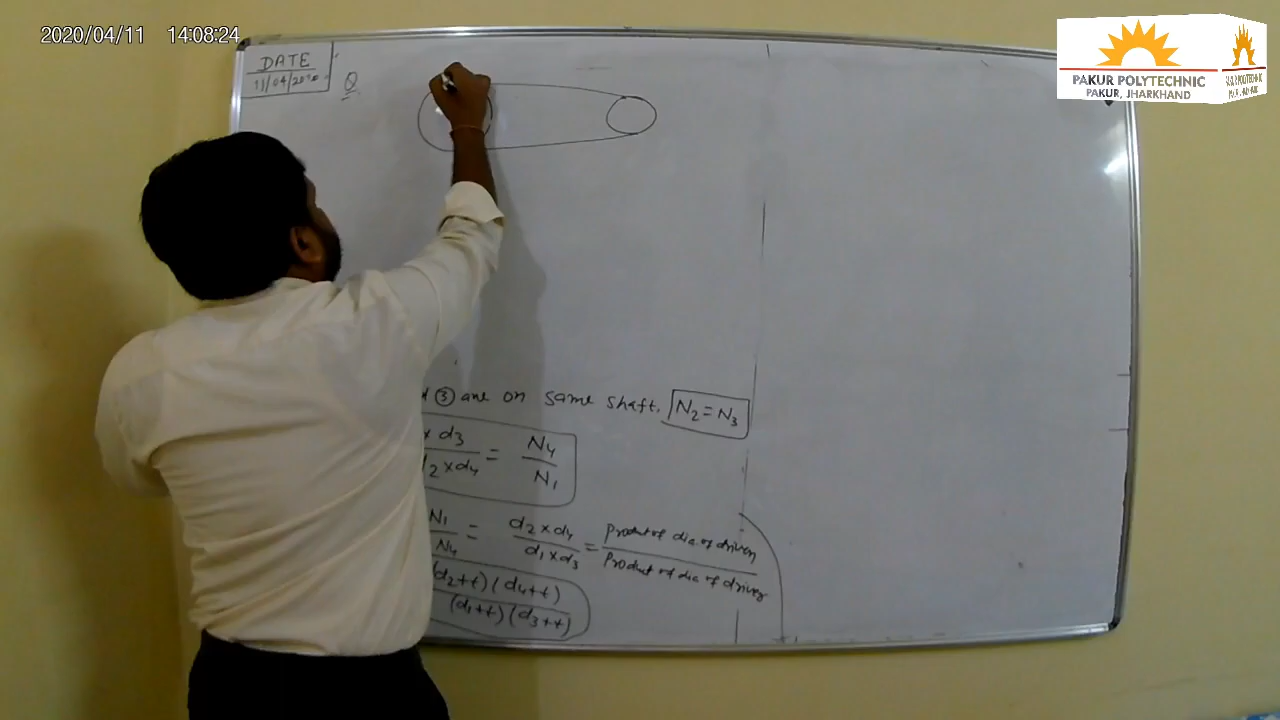 2020/04/11 14:08:24
PAKUR POLYTECHNIC
PAKUR, JHARKHAND
DATE
11/04/2020
Q
③ are on same shaft. N₂ = N₃
x d₃ / d₂ x d₄ = N₄ / N₁
N₁ / N₄ = d₂ x d₄ / d₁ x d₃ = Product of dia of driven / Product of dia of driver
(d₂+t) (d₄+t) / (d₁+t) (d₃+t)